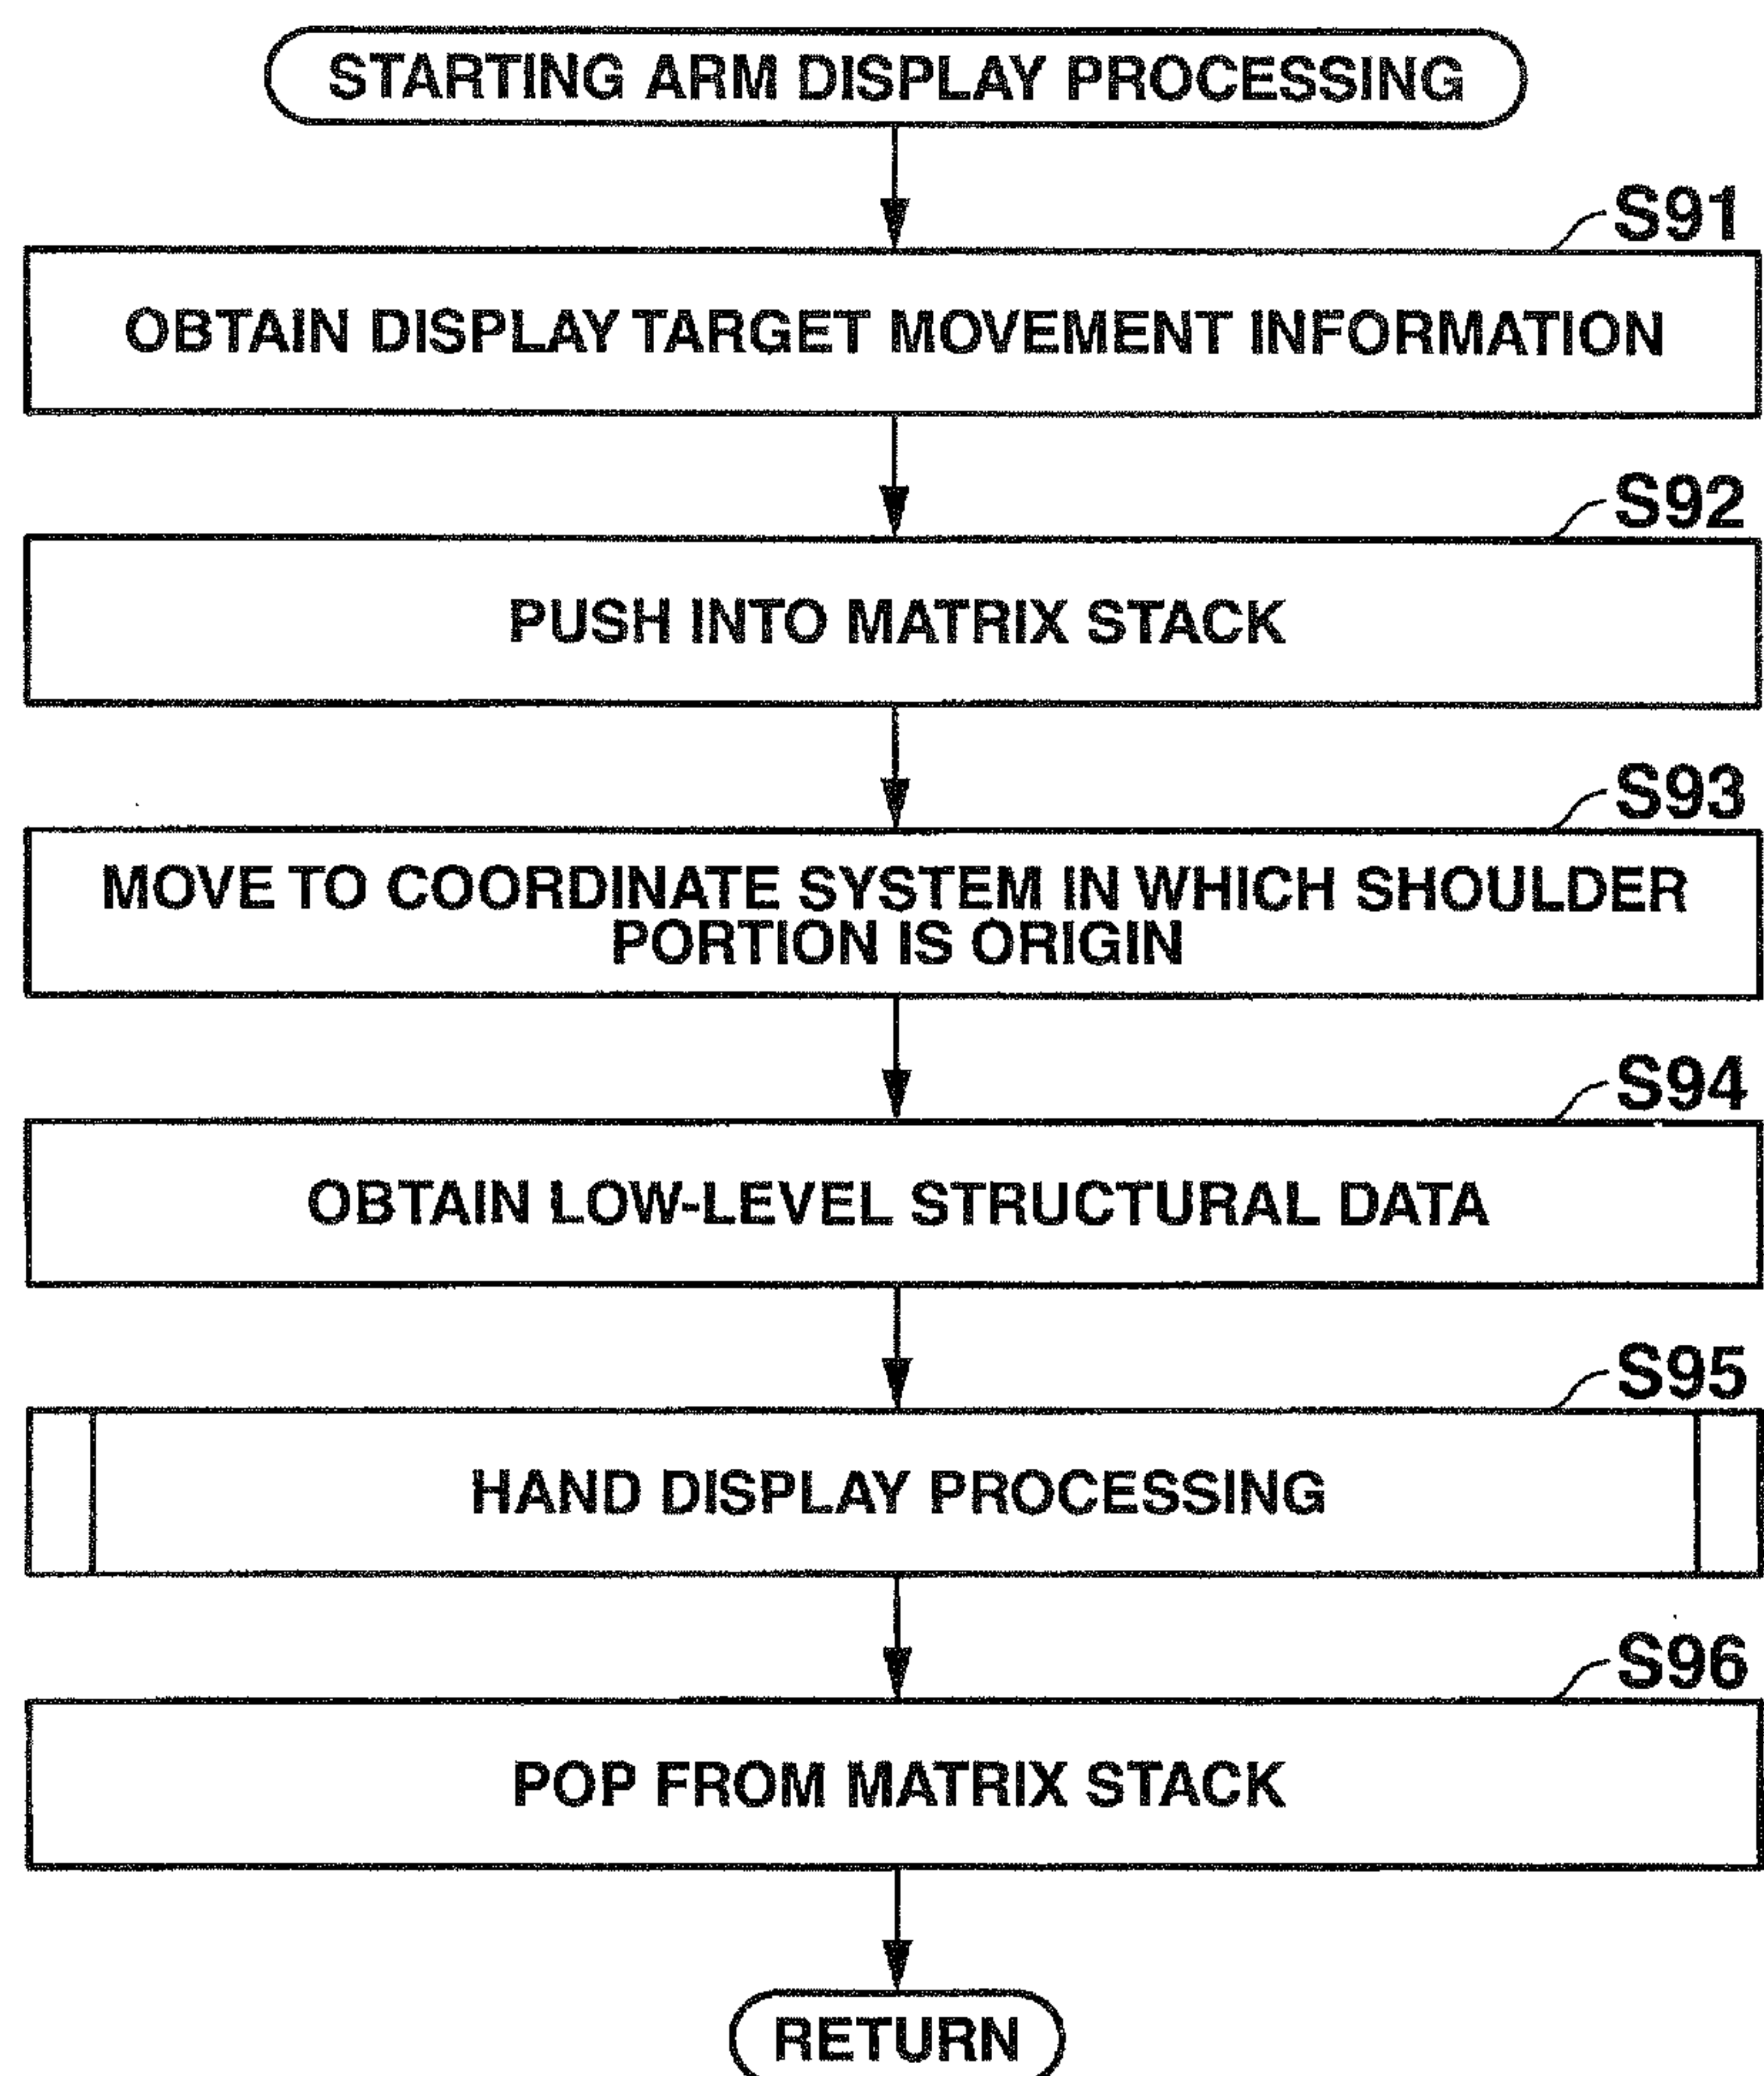 STARTING ARM DISPLAY PROCESSING
S91
OBTAIN DISPLAY TARGET MOVEMENT INFORMATION
S92
PUSH INTO MATRIX STACK
S93
MOVE TO COORDINATE SYSTEM IN WHICH SHOULDER
PORTION IS ORIGIN
S94
OBTAIN LOW-LEVEL STRUCTURAL DATA
S95
HAND DISPLAY PROCESSING
S96
POP FROM MATRIX STACK
RETURN